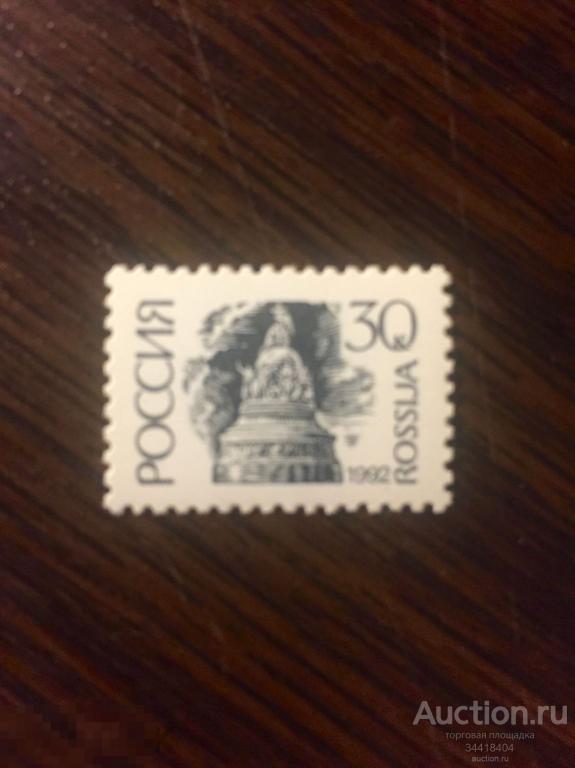 РОССИЯ
30
к
1992
ROSSIJA
Auction.ru
торговая площадка
34418404
auction.ru